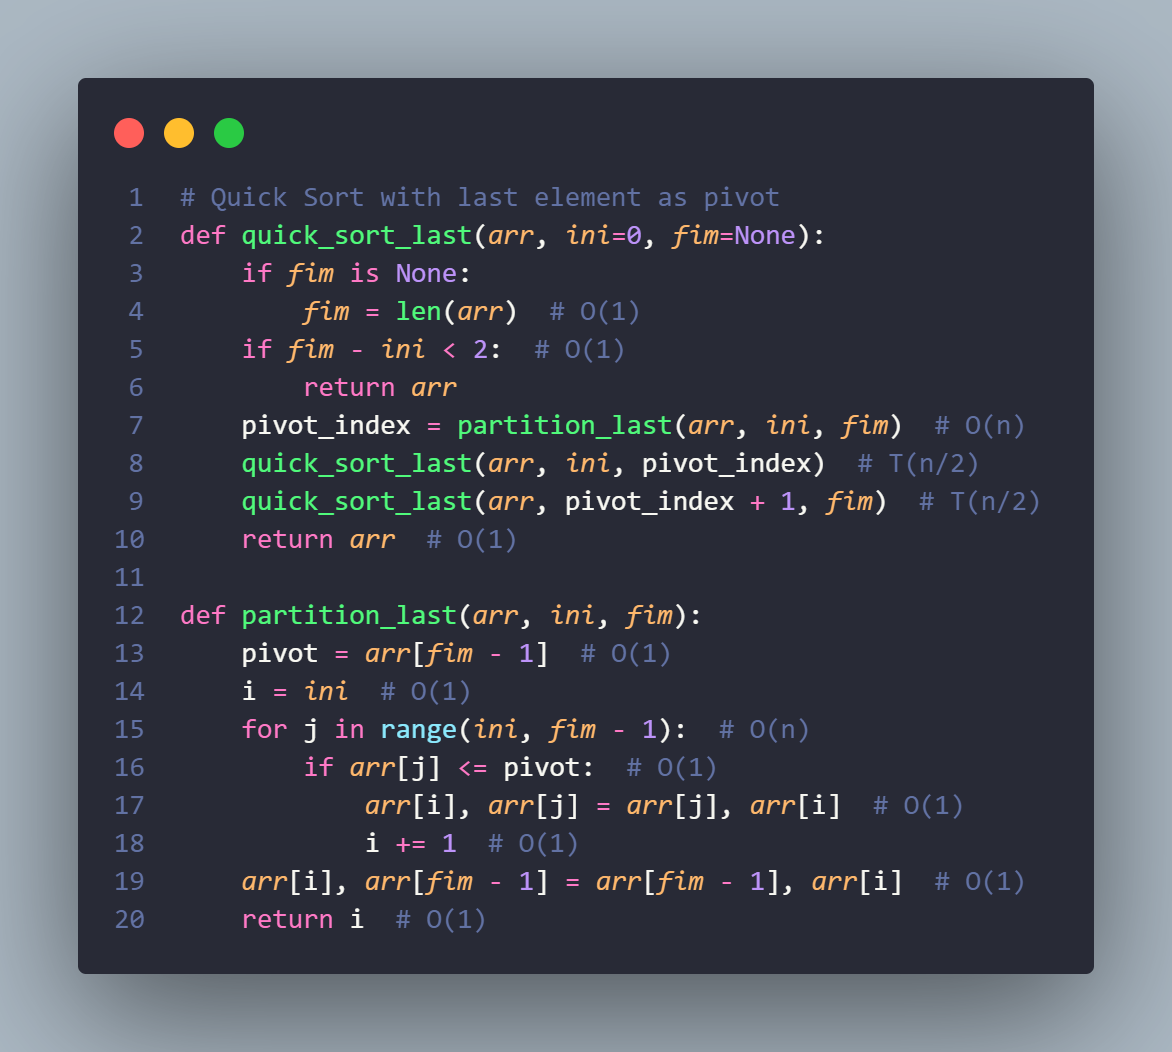 1 # Quick Sort with last element as pivot
2 def quick_sort_last(arr, ini=0, fim=None):
3     if fim is None:
4         fim = len(arr)  # O(1)
5     if fim - ini < 2:  # O(1)
6         return arr
7     pivot_index = partition_last(arr, ini, fim)  # O(n)
8     quick_sort_last(arr, ini, pivot_index)  # T(n/2)
9     quick_sort_last(arr, pivot_index + 1, fim)  # T(n/2)
10     return arr  # O(1)
11
12 def partition_last(arr, ini, fim):
13     pivot = arr[fim - 1]  # O(1)
14     i = ini  # O(1)
15     for j in range(ini, fim - 1):  # O(n)
16         if arr[j] <= pivot:  # O(1)
17             arr[i], arr[j] = arr[j], arr[i]  # O(1)
18             i += 1  # O(1)
19     arr[i], arr[fim - 1] = arr[fim - 1], arr[i]  # O(1)
20     return i  # O(1)